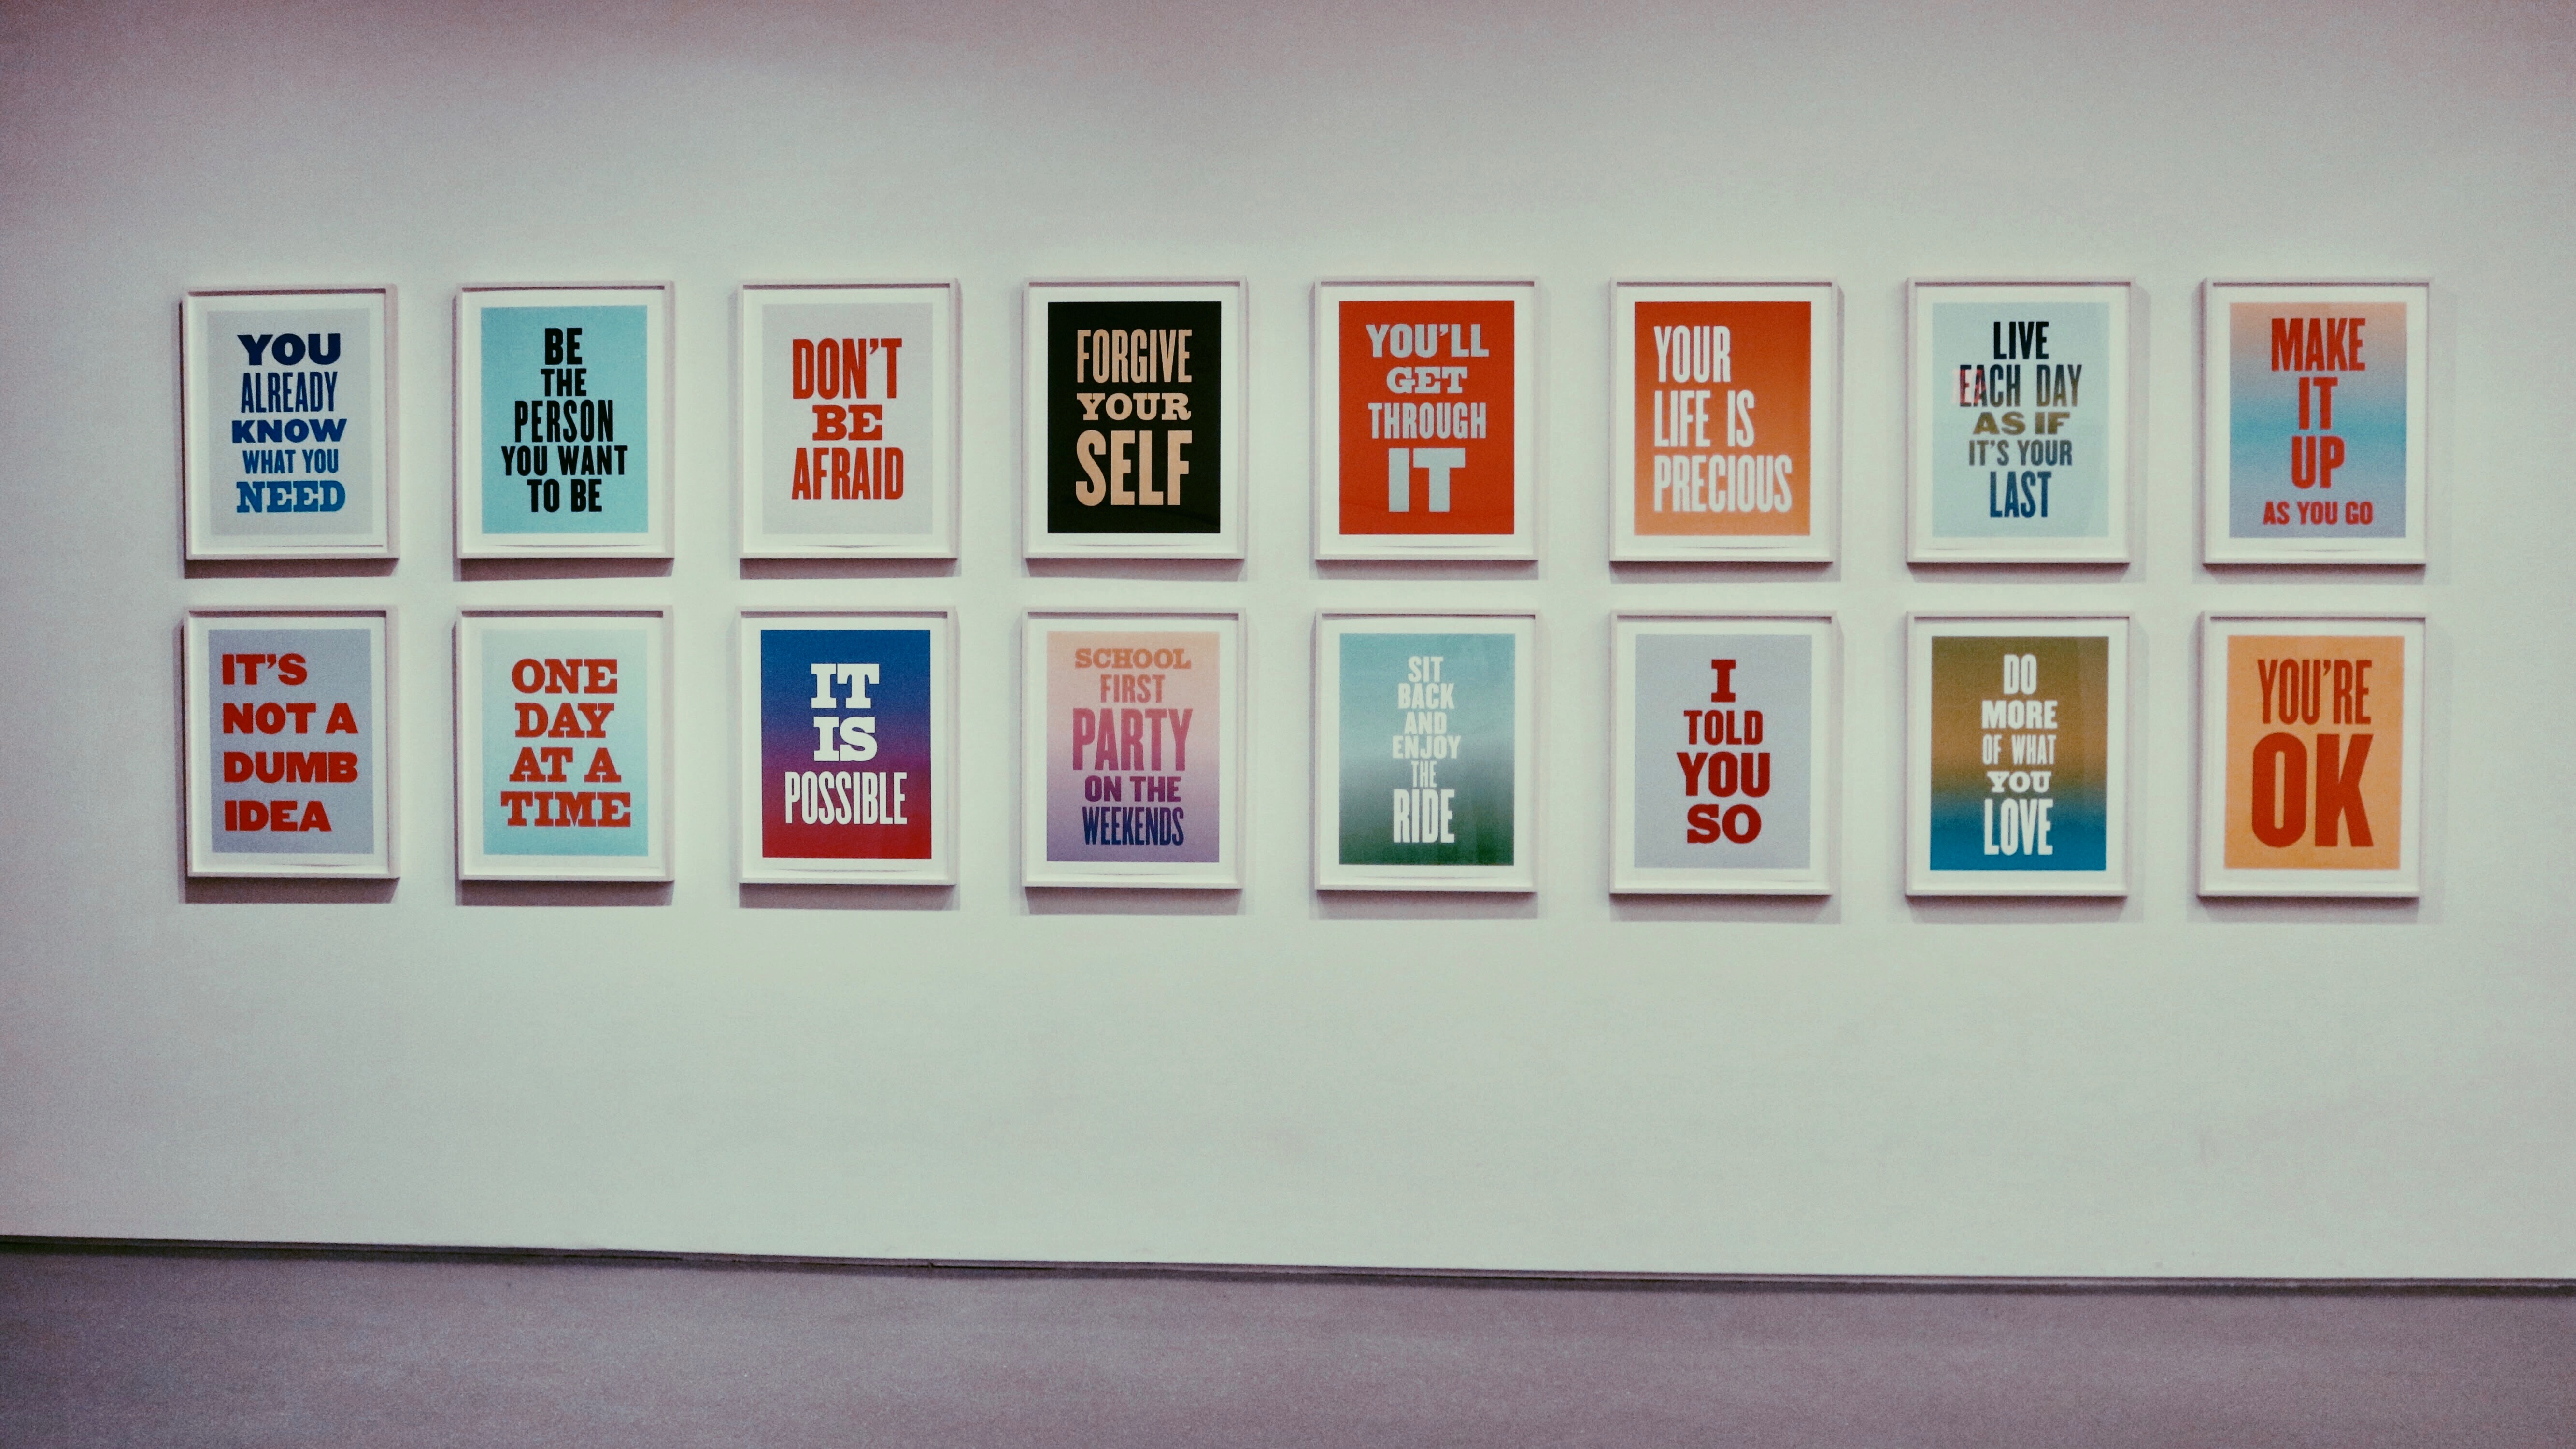 YOU
ALREADY
KNOW
WHAT YOU
NEED
BE
THE
PERSON
YOU WANT
TO BE
DON'T
BE
AFRAID
FORGIVE
YOUR
SELF
YOU'LL
GET
THROUGH
IT
YOUR
LIFE IS
PRECIOUS
LIVE
EACH DAY
AS IF
IT'S YOUR
LAST
MAKE
IT
UP
AS YOU GO
IT'S
NOT A
DUMB
IDEA
ONE
DAY
AT A
TIME
IT
IS
POSSIBLE
SCHOOL
FIRST
PARTY
ON THE
WEEKENDS
SIT
BACK
AND
ENJOY
THE
RIDE
I
TOLD
YOU
SO
DO
MORE
OF WHAT
YOU
LOVE
YOU'RE
OK